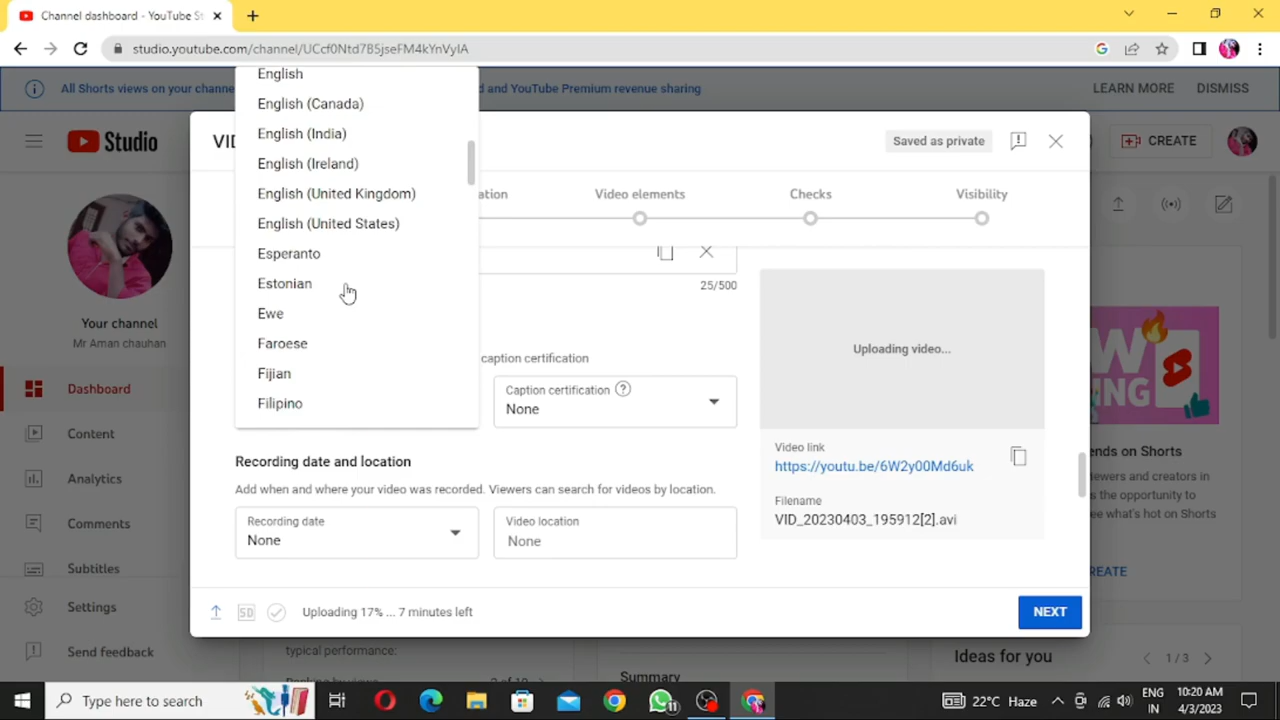 Channel dashboard - YouTube St
studio.youtube.com/channel/UCcf0Ntd7B5jseFM4kYnVyIA
All Shorts views on your channe
d and YouTube Premium revenue sharing
LEARN MORE
DISMISS
Studio
CREATE
VID
Saved as private
ation
Video elements
Checks
Visibility
English
English (Canada)
English (India)
English (Ireland)
English (United Kingdom)
English (United States)
Esperanto
Estonian
Ewe
Faroese
Fijian
Filipino
25/500
caption certification
Caption certification ?
None
Recording date and location
Add when and where your video was recorded. Viewers can search for videos by location.
Recording date
None
Video location
None
Uploading video...
Video link
https://youtu.be/6W2y00Md6uk
Filename
VID_20230403_195912[2].avi
SD
Uploading 17% ... 7 minutes left
NEXT
Your channel
Mr Aman chauhan
Dashboard
Content
Analytics
Comments
Subtitles
Settings
Send feedback
ends on Shorts
iewers and creators in
s the opportunity to
ee what's hot on Shorts
REATE
typical performance:
Summary
Ideas for you
1 / 3
Type here to search
11
22°C Haze
ENG
IN
10:20 AM
4/3/2023